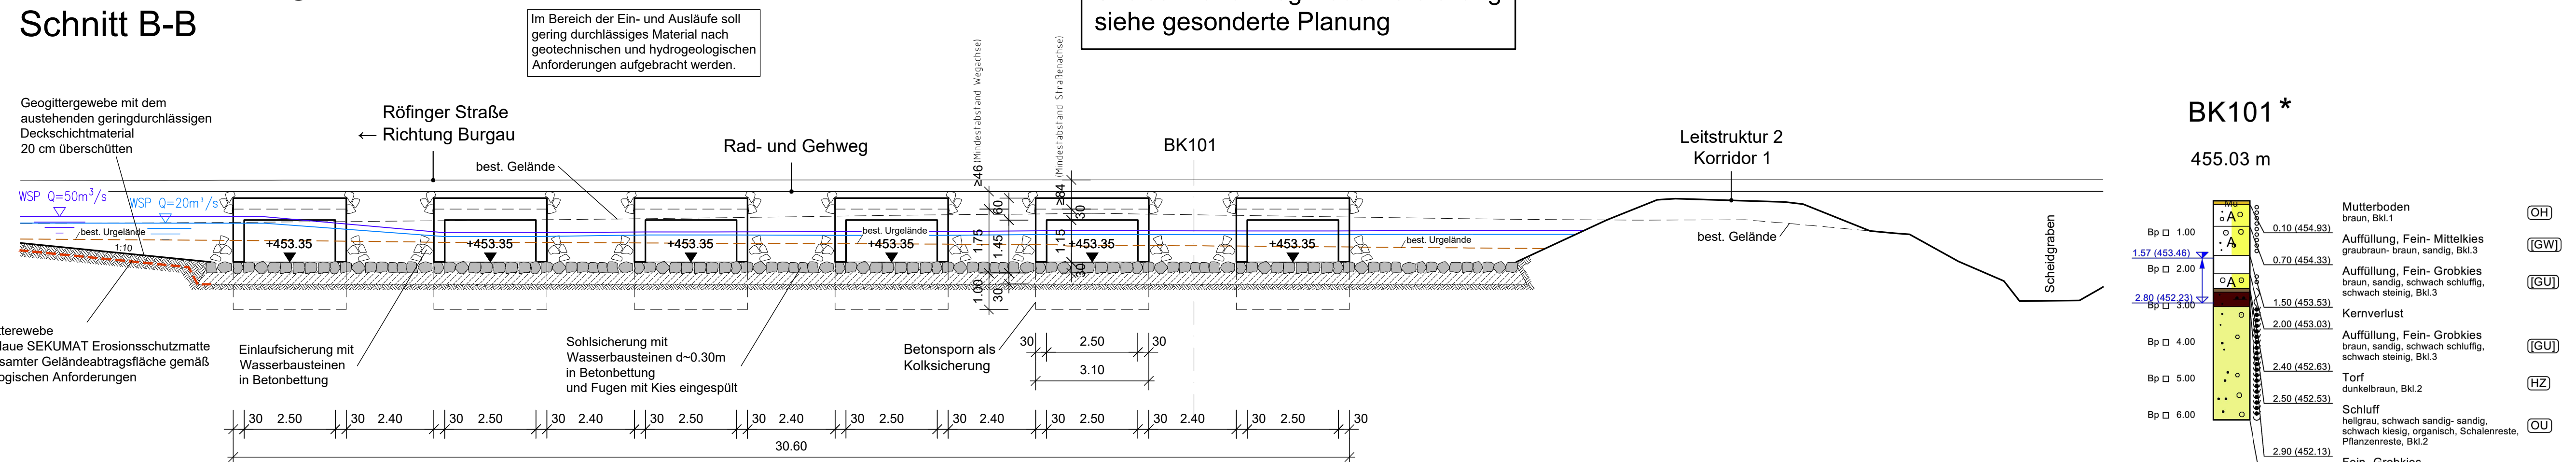 Schnitt B-B
Im Bereich der Ein- und Ausläufe soll
gering durchlässiges Material nach
geotechnischen und hydrogeologischen
Anforderungen aufgebracht werden.
siehe gesonderte Planung
Geogittergewebe mit dem
austehenden geringdurchlässigen
Deckschichtmaterial
20 cm überschütten
Röfinger Straße
← Richtung Burgau
best. Gelände
Rad- und Gehweg
≥46 (Mindestabstand Wegachse)
≥84 (Mindestabstand Straßenachse)
BK101
Leitstruktur 2
Korridor 1
WSP Q=50m³/s
WSP Q=20m³/s
best. Urgelände
1:10
+453.35
+453.35
+453.35
best. Urgelände
+453.35
+453.35
+453.35
60
1.75
1.45
1.00
30
30
1.15
30
best. Urgelände
best. Gelände
Scheidgraben
tterewebe
laue SEKUMAT Erosionsschutzmatte
samter Geländeabtragsfläche gemäß
ogischen Anforderungen
Einlaufsicherung mit
Wasserbausteinen
in Betonbettung
Sohlsicherung mit
Wasserbausteinen d~0.30m
in Betonbettung
und Fugen mit Kies eingespült
Betonsporn als
Kolksicherung
30 2.50 30
3.10
30 2.50 30 2.40 30 2.50 30 2.40 30 2.50 30 2.40 30 2.50 30 2.40 30 2.50 30 2.40 30 2.50 30
30.60
BK101 *
455.03 m
Mu
A
A
A
Bp 1.00
1.57 (453.46)
Bp 2.00
2.80 (452.23)
Bp 3.00
Bp 4.00
Bp 5.00
Bp 6.00
Mutterboden
braun, Bkl.1
OH
0.10 (454.93)
Auffüllung, Fein- Mittelkies
graubraun- braun, sandig, Bkl.3
[GW]
0.70 (454.33)
Auffüllung, Fein- Grobkies
braun, sandig, schwach schluffig,
schwach steinig, Bkl.3
[GU]
1.50 (453.53)
Kernverlust
2.00 (453.03)
Auffüllung, Fein- Grobkies
braun, sandig, schwach schluffig,
schwach steinig, Bkl.3
[GU]
2.40 (452.63)
Torf
dunkelbraun, Bkl.2
HZ
2.50 (452.53)
Schluff
hellgrau, schwach sandig- sandig,
schwach kiesig, organisch, Schalenreste,
Pflanzenreste, Bkl.2
OU
2.90 (452.13)